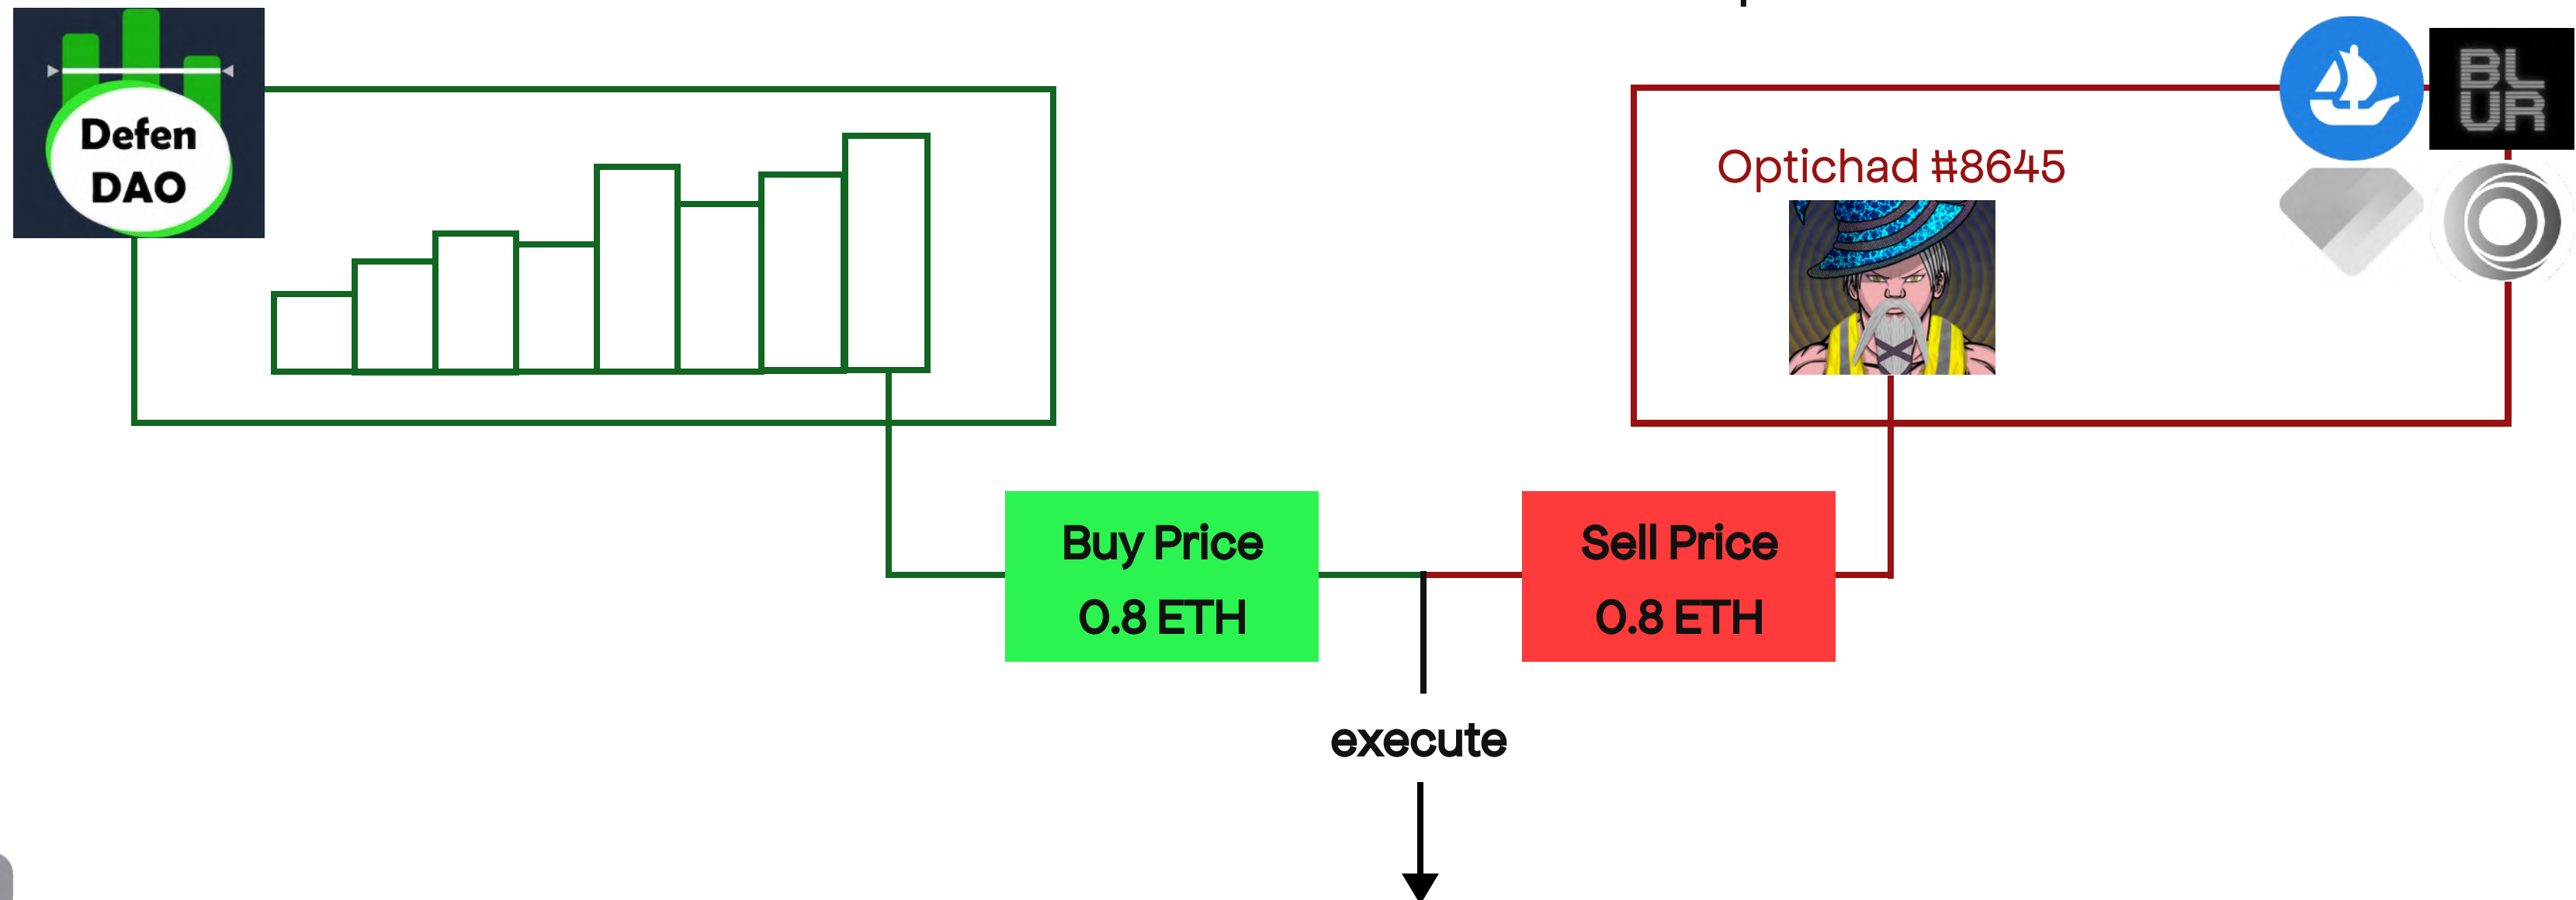 Defen
DAO
BL
UR
Optichad #8645
Buy Price
0.8 ETH
Sell Price
0.8 ETH
execute